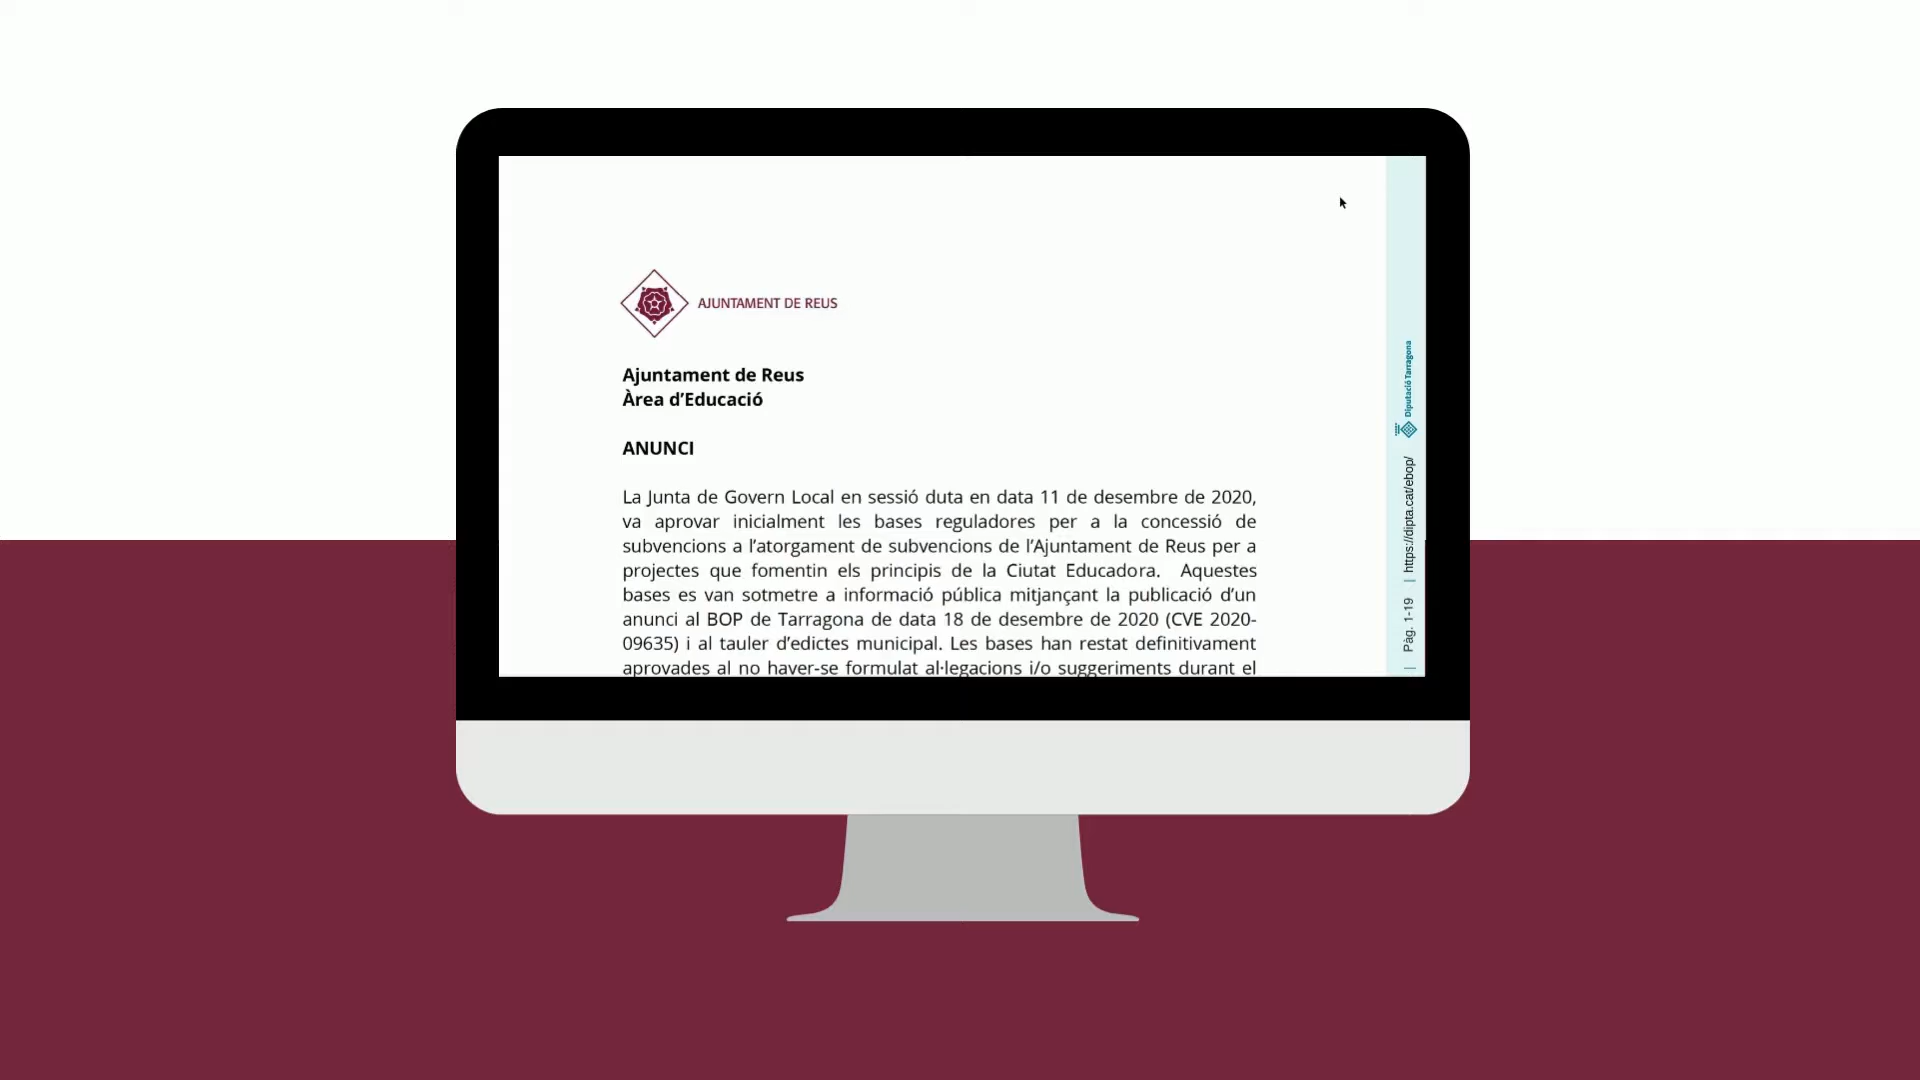 AJUNTAMENT DE REUS
Ajuntament de Reus
Àrea d’Educació
ANUNCI
La Junta de Govern Local en sessió duta en data 11 de desembre de 2020,
va aprovar inicialment les bases reguladores per a la concessió de
subvencions a l’atorgament de subvencions de l’Ajuntament de Reus per a
projectes que fomentin els principis de la Ciutat Educadora. Aquestes
bases es van sotmetre a informació pública mitjançant la publicació d’un
anunci al BOP de Tarragona de data 18 de desembre de 2020 (CVE 2020-
09635) i al tauler d’edictes municipal. Les bases han restat definitivament
aprovades al no haver-se formulat al·legacions i/o suggeriments durant el
| Pàg. 1-19 | https://dipta.cat/ebop/ Diputació Tarragona